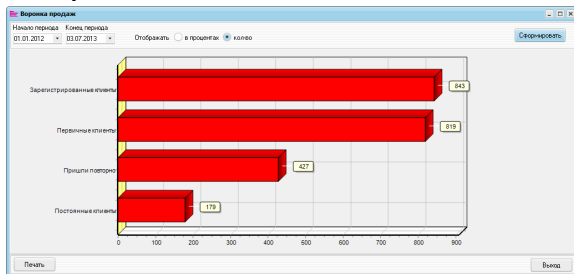 Воронка продаж
Начало периода Конец периода
01.01.2012 03.07.2013 Отображать в процентах кол-во Сформировать
Зарегистрированные клиенты 843
Первичные клиенты 819
Пришли повторно 427
Постоянные клиенты 179
0 100 200 300 400 500 600 700 800 900
Печать Выход